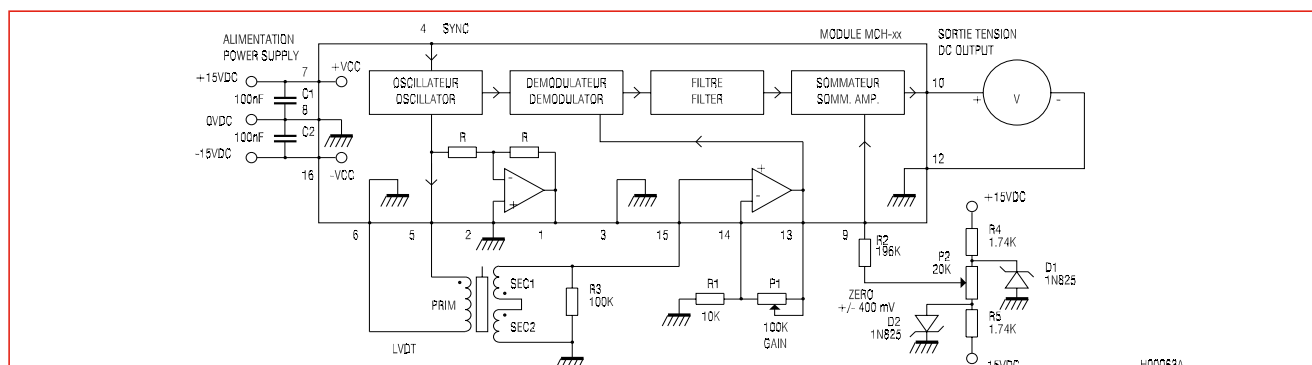 4 SYNC
ALIMENTATION
POWER SUPPLY
MODULE MCH-xx
SORTIE TENSION
DC OUTPUT
7 +VCC
+15VDC
100nF C1
8
0VDC
100nF C2
-15VDC
16 -VCC
OSCILLATEUR
OSCILLATOR
DEMODULATEUR
DEMODULATOR
FILTRE
FILTER
SOMMATEUR
SOMM. AMP.
10
+ V -
12
R R
- +
+ -
6 5 2 1 3 15 14 13 9
+15VDC
R2
196K
R4
1.74K
P2
20K
D1
1N825
PRIM
SEC1
SEC2
LVDT
R3
100K
R1
10K
P1
100K
GAIN
ZERO
+/- 400 mV
D2
1N825
R5
1.74K